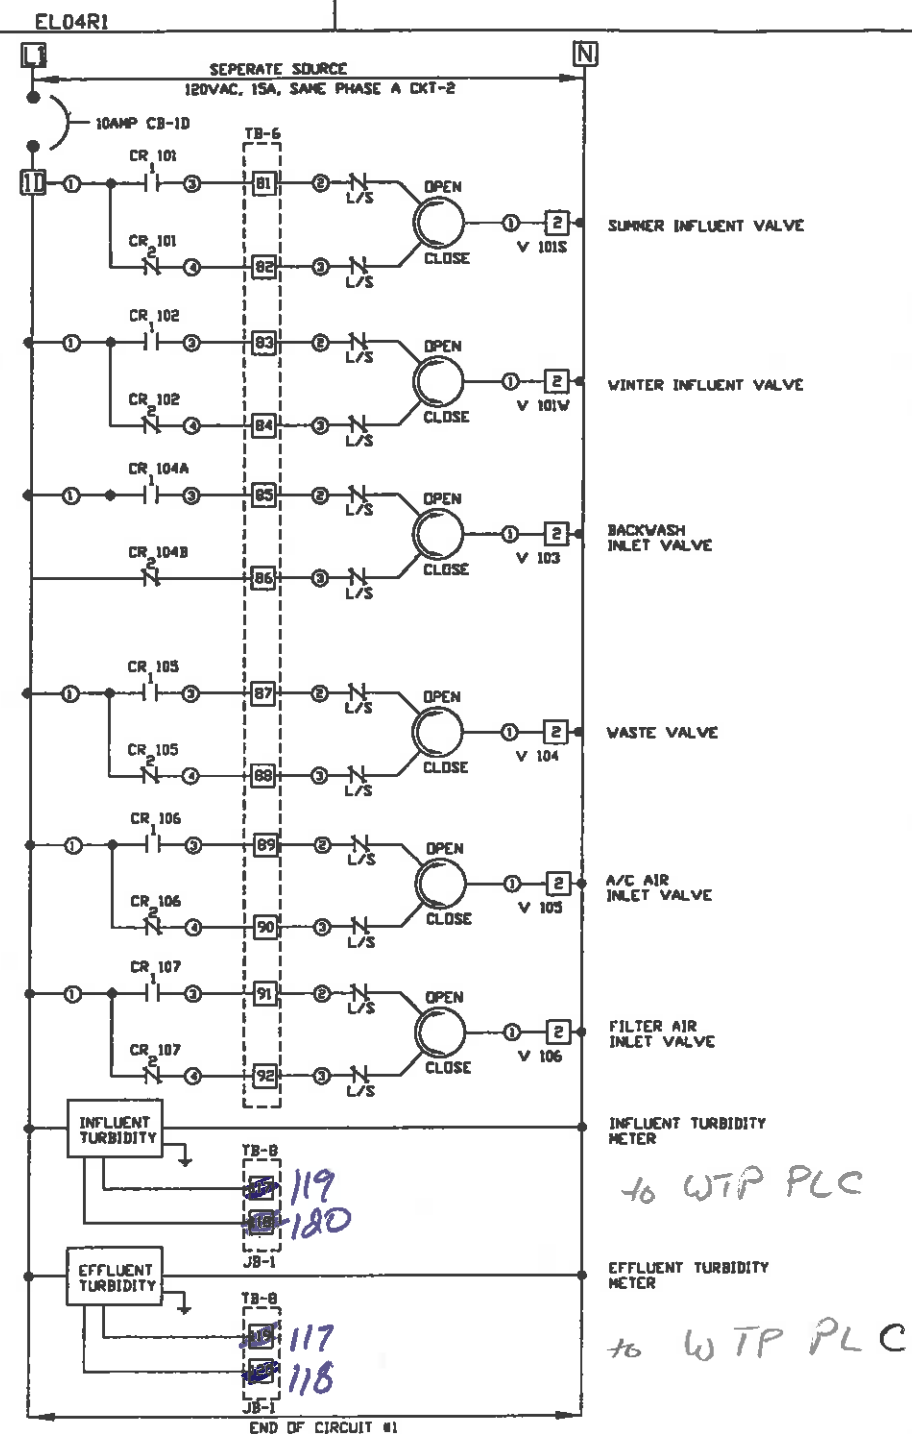 EL04R1
L1
N
SEPERATE SOURCE
120VAC, 15A, SAME PHASE A CKT-2
10AMP CB-1D
TB-6
CR 101
1
1D 1 3 81 2 L/S OPEN
CLOSE
1 2
V 101S
SUMMER INFLUENT VALVE
CR 101
2
4 82 3 L/S
CR 102
1
1 3 83 2 L/S OPEN
CLOSE
1 2
V 101W
WINTER INFLUENT VALVE
CR 102
2
4 84 3 L/S
CR 104A
1
1 3 85 2 L/S OPEN
CLOSE
1 2
V 103
BACKWASH
INLET VALVE
CR 104B
2
86 3 L/S
CR 105
1
1 3 87 2 L/S OPEN
CLOSE
1 2
V 104
WASTE VALVE
CR 105
2
4 88 3 L/S
CR 106
1
1 3 89 2 L/S OPEN
CLOSE
1 2
V 105
A/C AIR
INLET VALVE
CR 106
2
4 90 3 L/S
CR 107
1
1 3 91 2 L/S OPEN
CLOSE
1 2
V 106
FILTER AIR
INLET VALVE
CR 107
2
4 92 3 L/S
INFLUENT
TURBIDITY
INFLUENT TURBIDITY
METER
TB-8
119
120
JB-1
to WTP PLC
EFFLUENT
TURBIDITY
EFFLUENT TURBIDITY
METER
TB-8
117
118
JB-1
to WTP PLC
END OF CIRCUIT #1